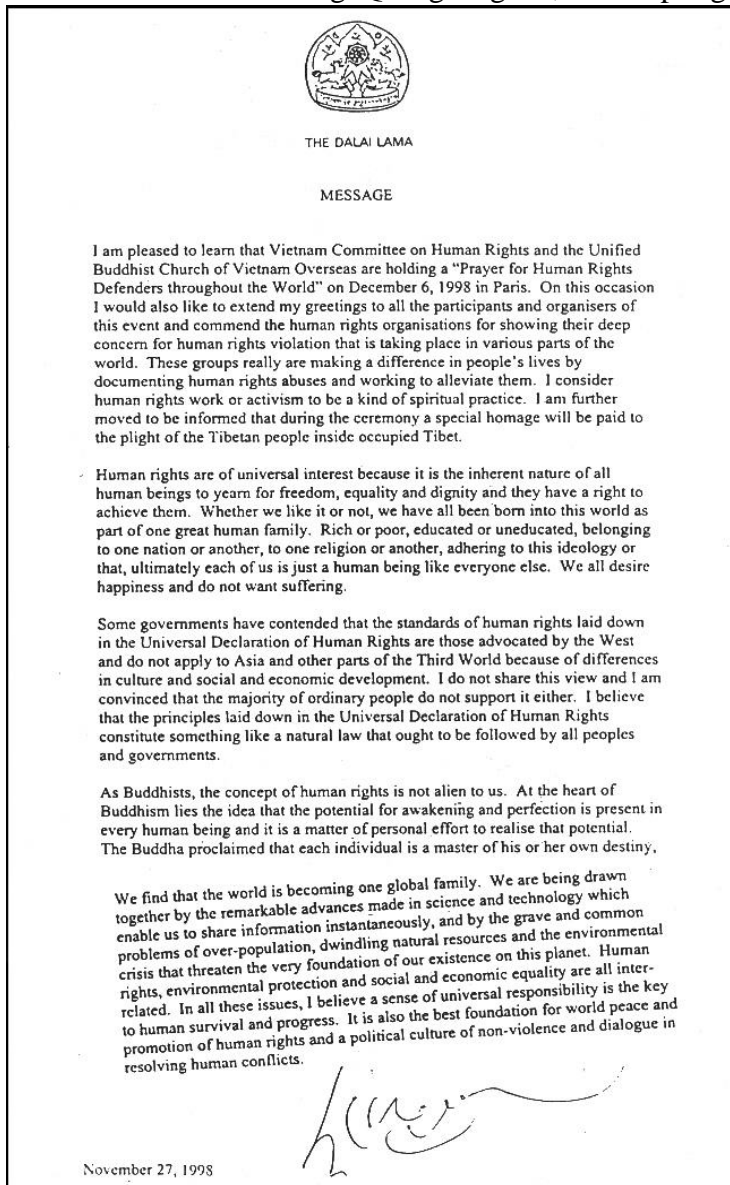 THE DALAI LAMA
MESSAGE
I am pleased to learn that Vietnam Committee on Human Rights and the Unified
Buddhist Church of Vietnam Overseas are holding a “Prayer for Human Rights
Defenders throughout the World” on December 6, 1998 in Paris. On this occasion
I would also like to extend my greetings to all the participants and organisers of
this event and commend the human rights organisations for showing their deep
concern for human rights violation that is taking place in various parts of the
world. These groups really are making a difference in people’s lives by
documenting human rights abuses and working to alleviate them. I consider
human rights work or activism to be a kind of spiritual practice. I am further
moved to be informed that during the ceremony a special homage will be paid to
the plight of the Tibetan people inside occupied Tibet.
Human rights are of universal interest because it is the inherent nature of all
human beings to yearn for freedom, equality and dignity and they have a right to
achieve them. Whether we like it or not, we have all been born into this world as
part of one great human family. Rich or poor, educated or uneducated, belonging
to one nation or another, to one religion or another, adhering to this ideology or
that, ultimately each of us is just a human being like everyone else. We all desire
happiness and do not want suffering.
Some governments have contended that the standards of human rights laid down
in the Universal Declaration of Human Rights are those advocated by the West
and do not apply to Asia and other parts of the Third World because of differences
in culture and social and economic development. I do not share this view and I am
convinced that the majority of ordinary people do not support it either. I believe
that the principles laid down in the Universal Declaration of Human Rights
constitute something like a natural law that ought to be followed by all peoples
and governments.
As Buddhists, the concept of human rights is not alien to us. At the heart of
Buddhism lies the idea that the potential for awakening and perfection is present in
every human being and it is a matter of personal effort to realise that potential.
The Buddha proclaimed that each individual is a master of his or her own destiny,
We find that the world is becoming one global family. We are being drawn
together by the remarkable advances made in science and technology which
enable us to share information instantaneously, and by the grave and common
problems of over-population, dwindling natural resources and the environmental
crisis that threaten the very foundation of our existence on this planet. Human
rights, environmental protection and social and economic equality are all inter-
related. In all these issues, I believe a sense of universal responsibility is the key
to human survival and progress. It is also the best foundation for world peace and
promotion of human rights and a political culture of non-violence and dialogue in
resolving human conflicts.
November 27, 1998